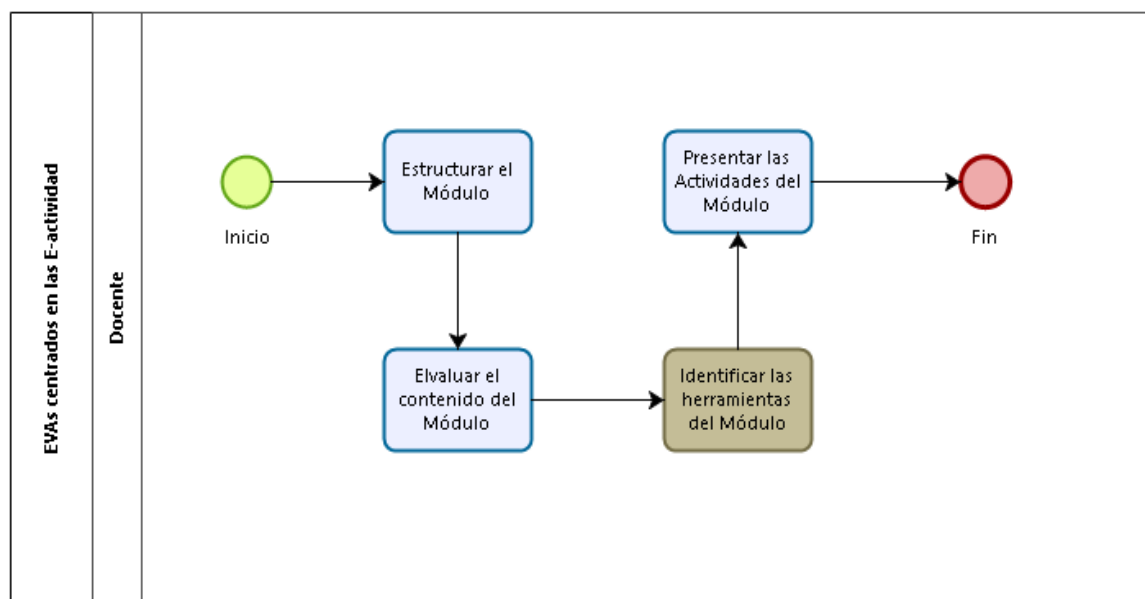 EVAs centrados en las E-actividad
Docente
Inicio
Estructurar el
Módulo
Elvaluar el
contenido del
Módulo
Identificar las
herramientas
del Módulo
Presentar las
Actividades del
Módulo
Fin